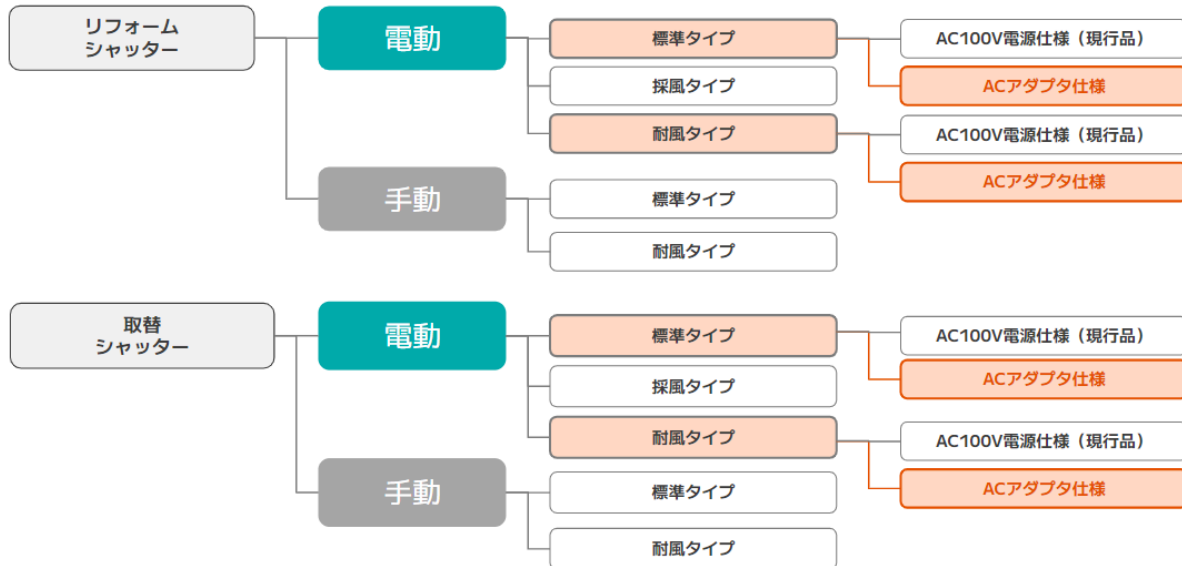 リフォーム
シャッター
電動
標準タイプ
AC100V電源仕様（現行品）
ACアダプタ仕様
採風タイプ
耐風タイプ
AC100V電源仕様（現行品）
ACアダプタ仕様
手動
標準タイプ
耐風タイプ
取替
シャッター
電動
標準タイプ
AC100V電源仕様（現行品）
ACアダプタ仕様
採風タイプ
耐風タイプ
AC100V電源仕様（現行品）
ACアダプタ仕様
手動
標準タイプ
耐風タイプ